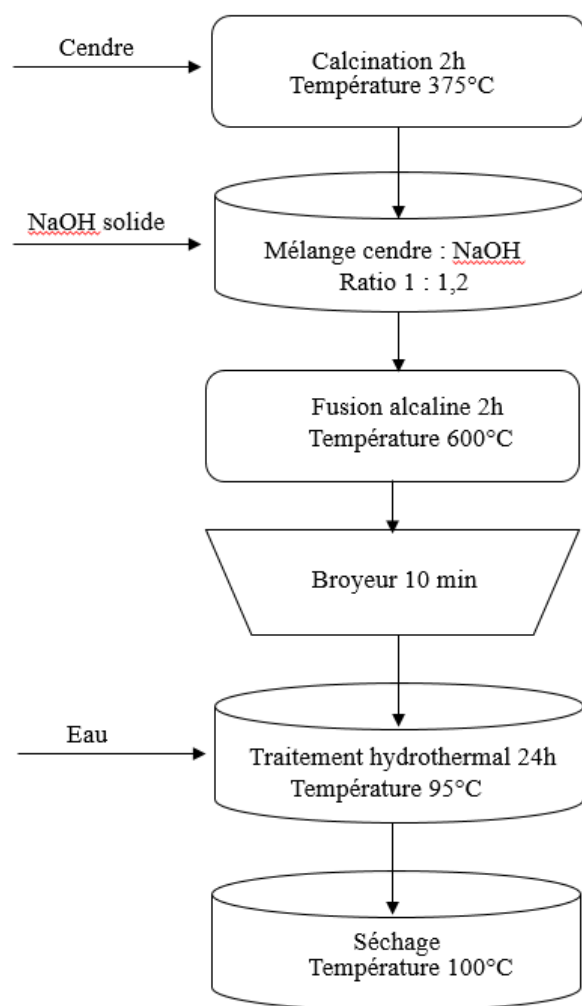 Cendre
Calcination 2h
Température 375°C
NaOH solide
Mélange cendre : NaOH
Ratio 1 : 1,2
Fusion alcaline 2h
Température 600°C
Broyeur 10 min
Eau
Traitement hydrothermal 24h
Température 95°C
Séchage
Température 100°C